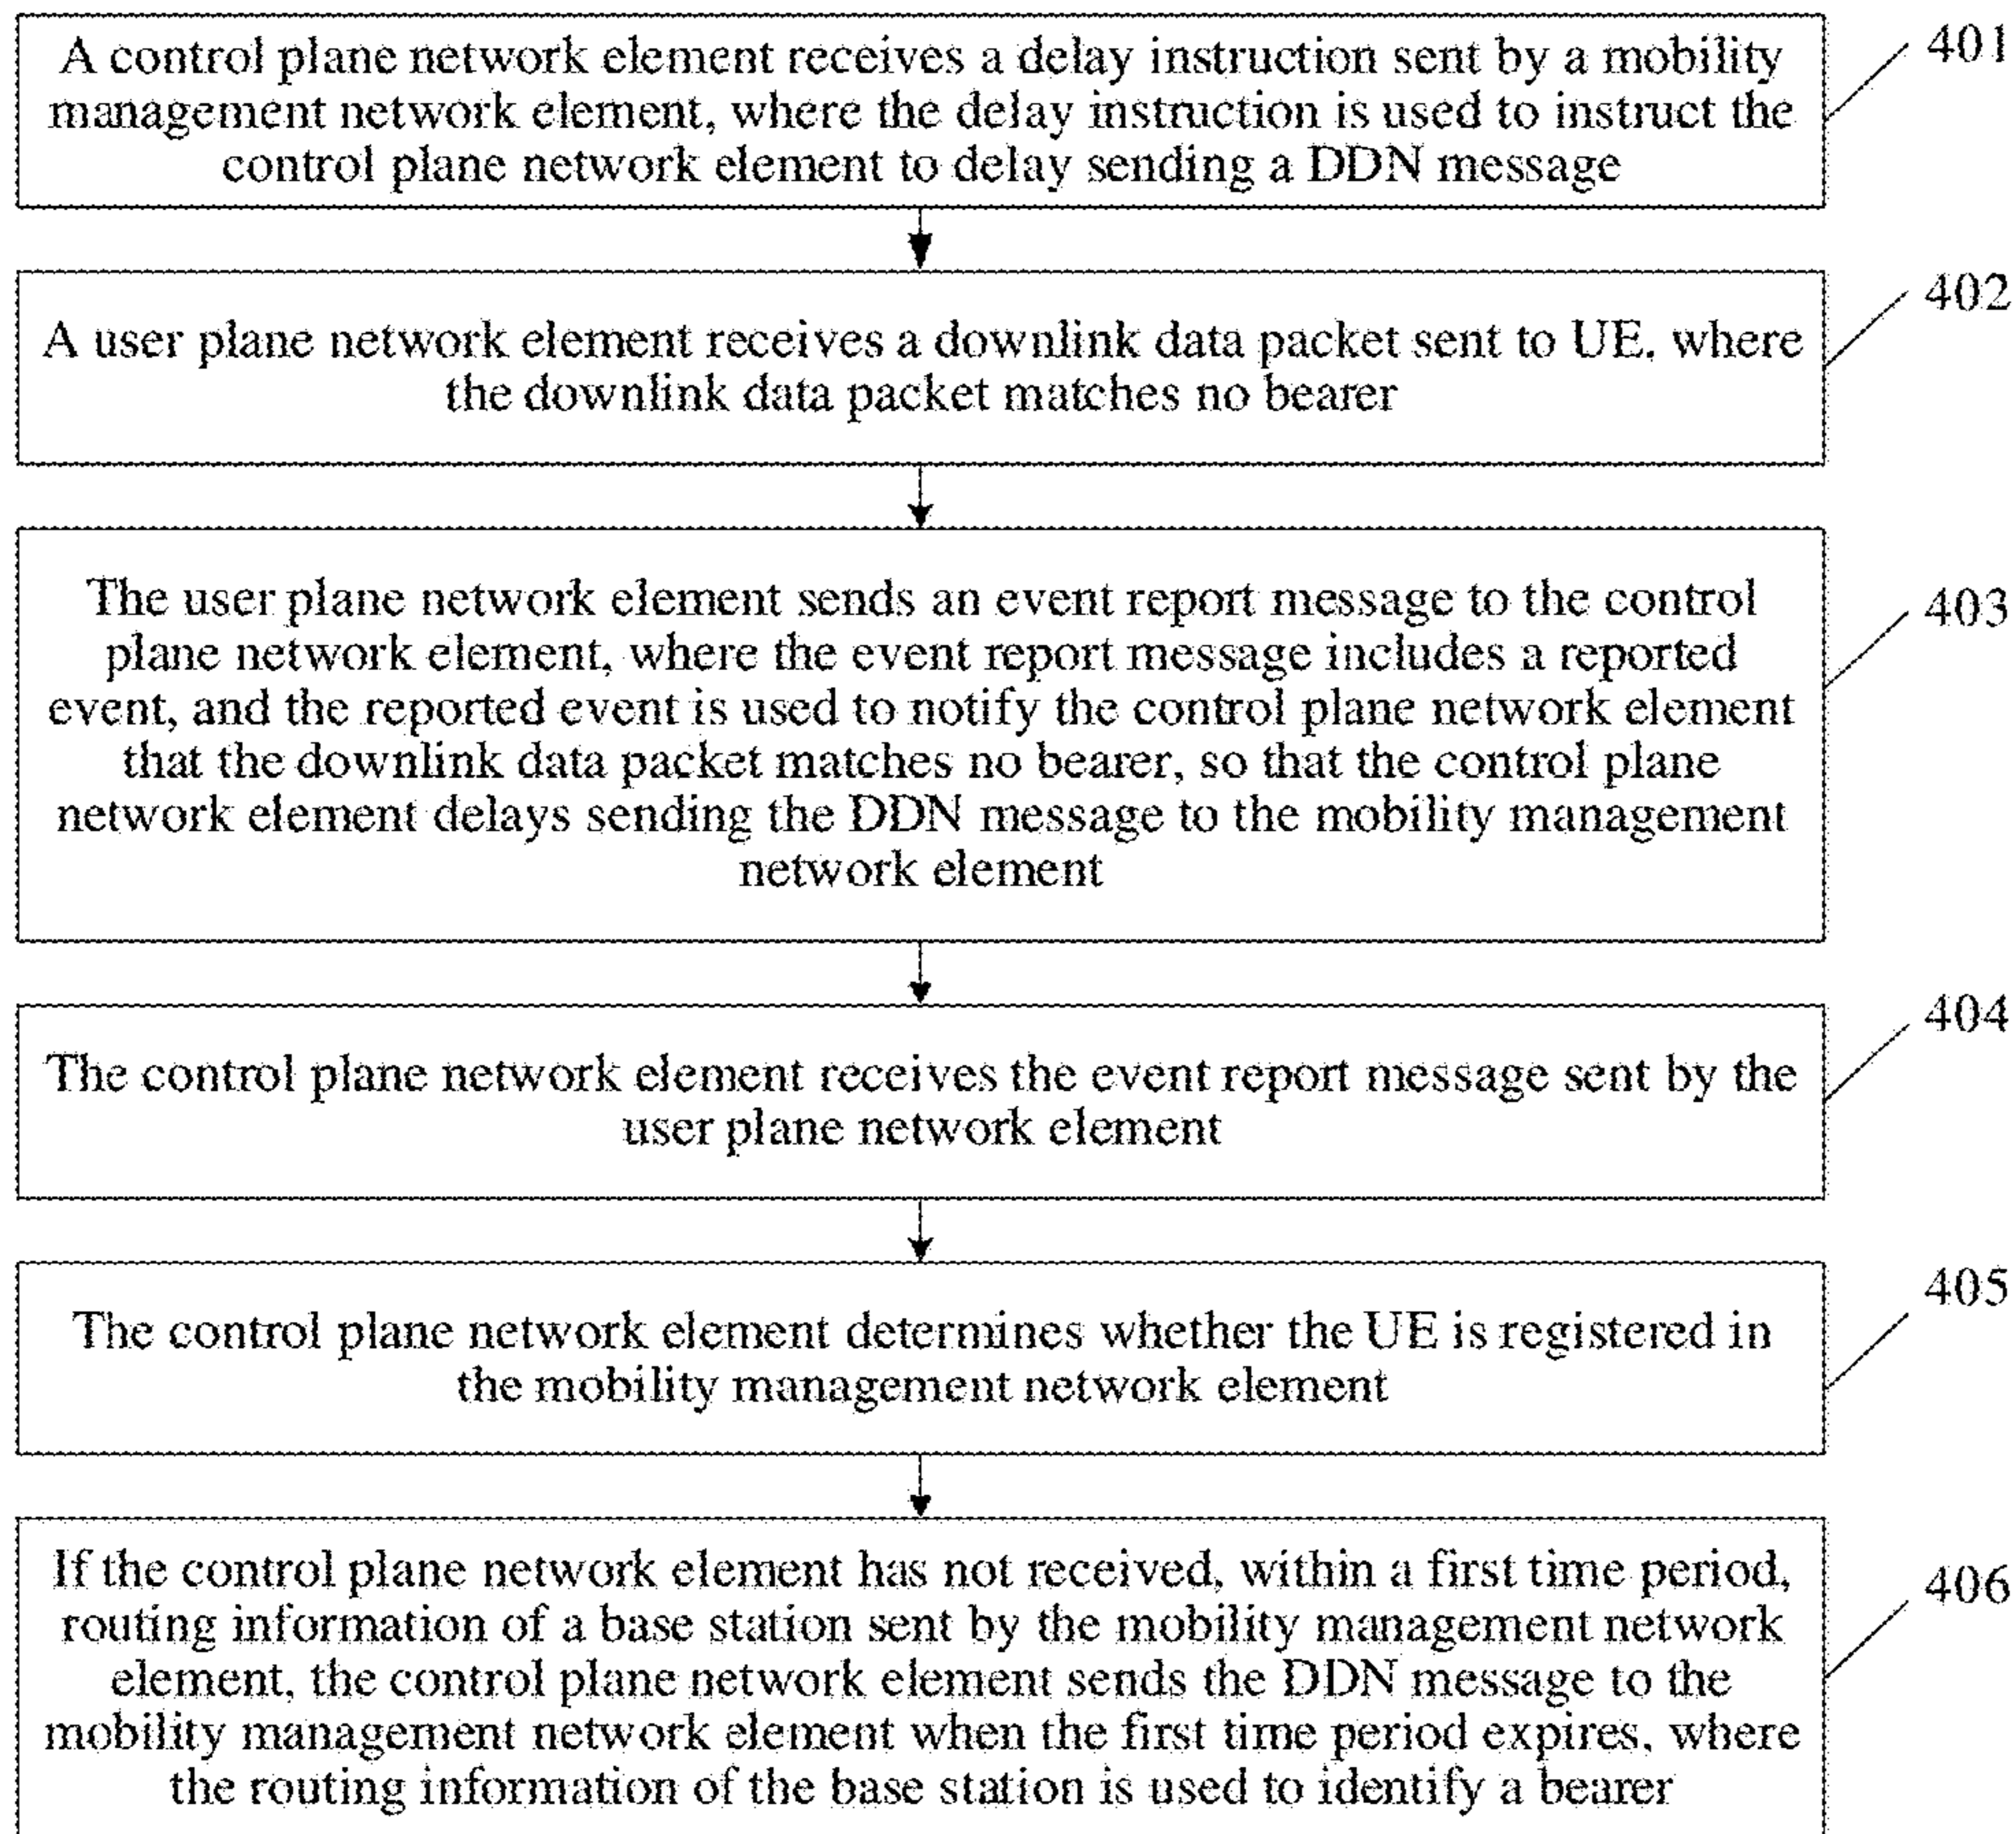 A control plane network element receives a delay instruction sent by a mobility
management network element, where the delay instruction is used to instruct the
control plane network element to delay sending a DDN message
401
A user plane network element receives a downlink data packet sent to UE, where
the downlink data packet matches no bearer
402
The user plane network element sends an event report message to the control
plane network element, where the event report message includes a reported
event, and the reported event is used to notify the control plane network element
that the downlink data packet matches no bearer, so that the control plane
network element delays sending the DDN message to the mobility management
network element
403
The control plane network element receives the event report message sent by the
user plane network element
404
The control plane network element determines whether the UE is registered in
the mobility management network element
405
If the control plane network element has not received, within a first time period,
routing information of a base station sent by the mobility management network
element, the control plane network element sends the DDN message to the
mobility management network element when the first time period expires, where
the routing information of the base station is used to identify a bearer
406